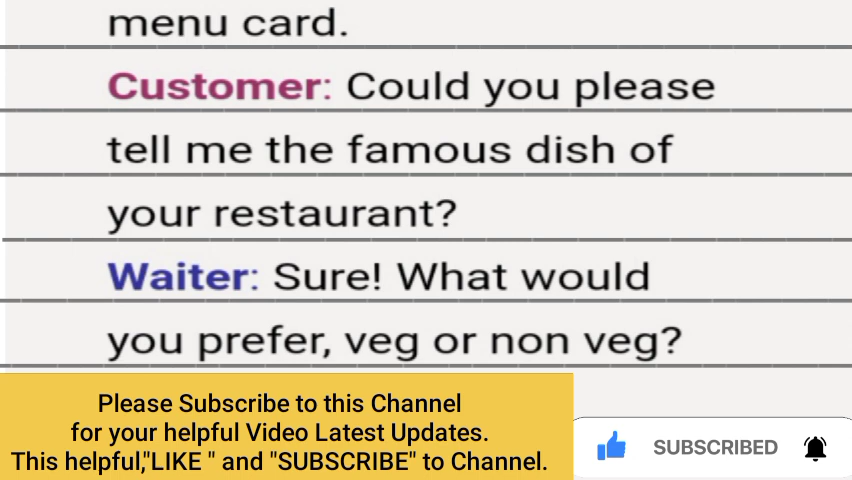 menu card.
Customer: Could you please
tell me the famous dish of
your restaurant?
Waiter: Sure! What would
you prefer, veg or non veg?
Please Subscribe to this Channel
for your helpful Video Latest Updates.
This helpful,"LIKE " and "SUBSCRIBE" to Channel.
SUBSCRIBED